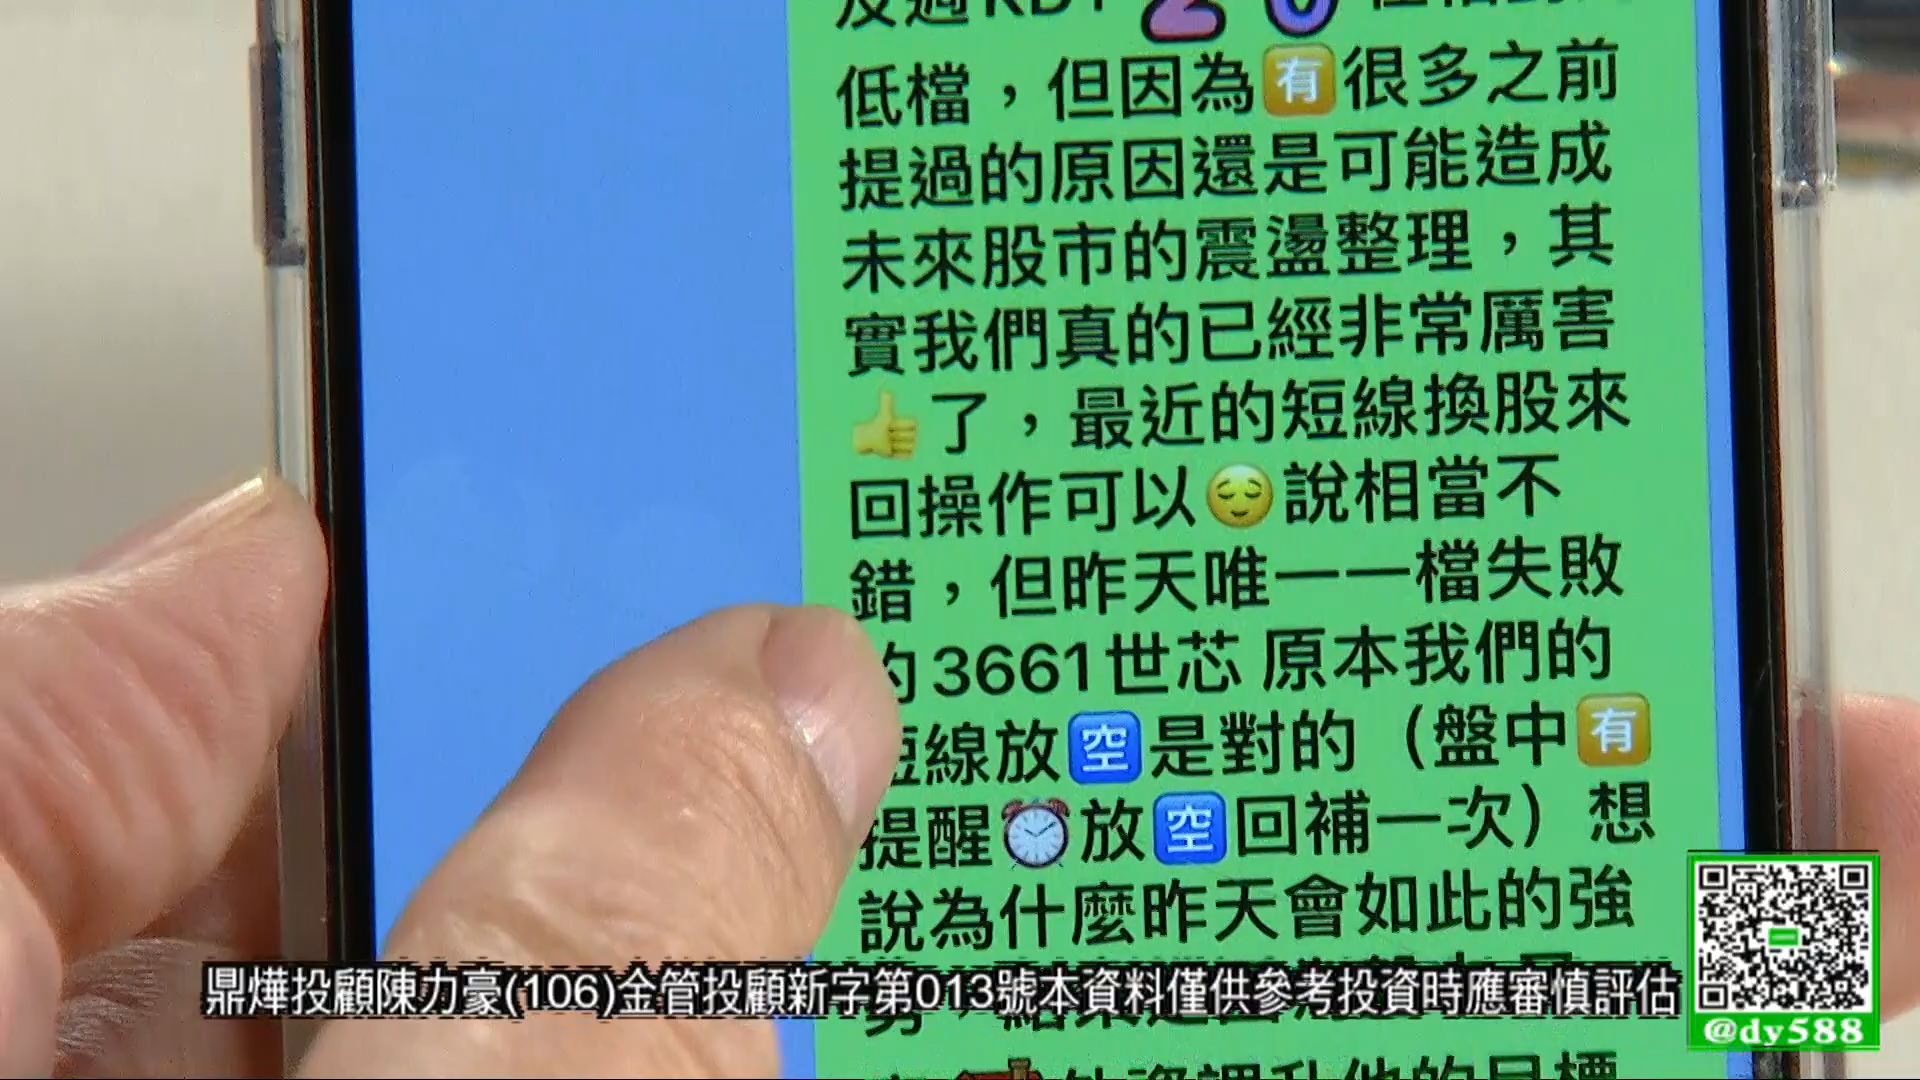 低檔，但因為🈶很多之前
提過的原因還是可能造成
未來股市的震盪整理，其
實我們真的已經非常厲害
👍了，最近的短線換股來
回操作可以😌說相當不
錯，但昨天唯一一檔失敗
的3661世芯 原本我們的
短線放🈳是對的（盤中🈶
提醒⏰放🈳回補一次）想
說為什麼昨天會如此的強
鼎燁投顧陳力豪(106)金管投顧新字第013號本資料僅供參考投資時應審慎評估
@dy588